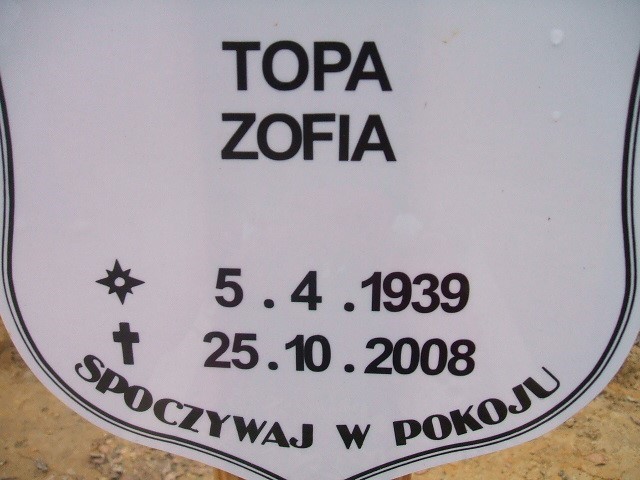 TOPA
ZOFIA
5.4.1939
25.10.2008
SPOCZYWAJ W POKOJU